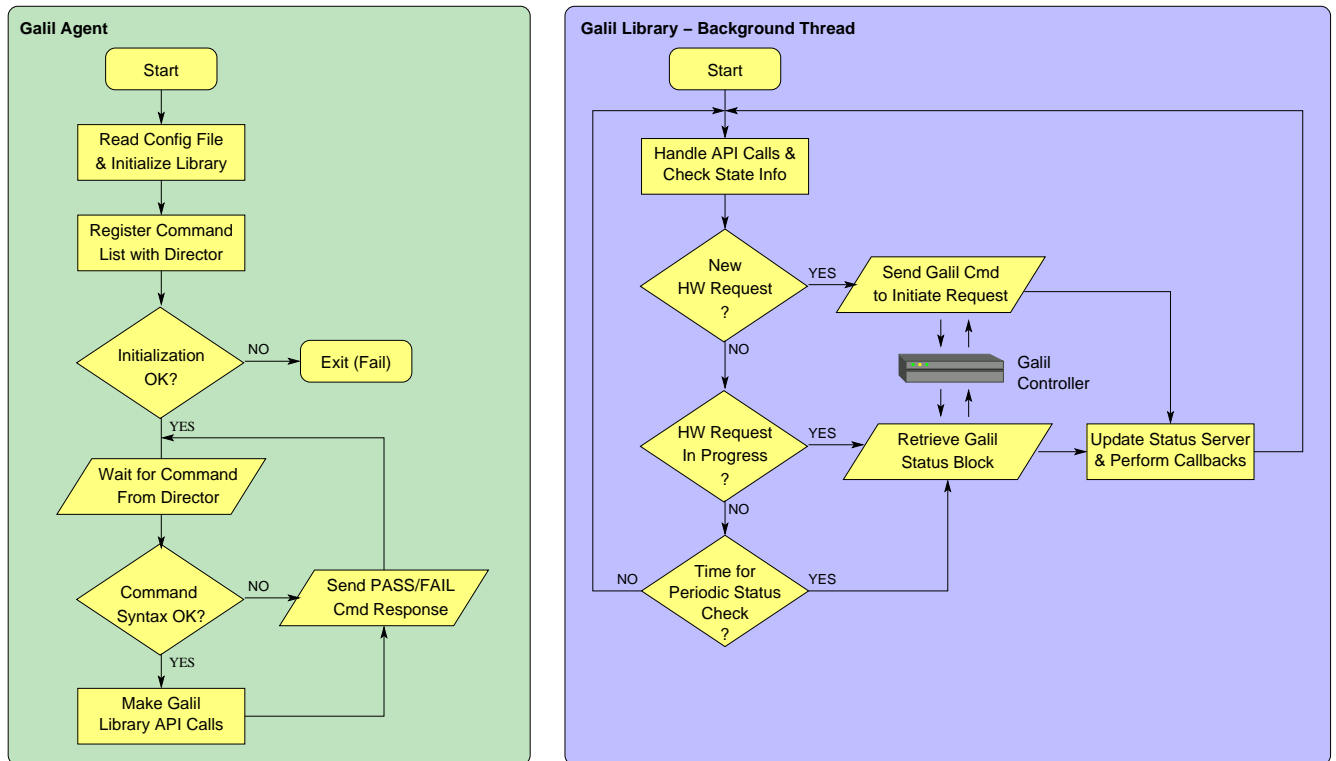 Galil Agent
Start
Read Config File
& Initialize Library
Register Command
List with Director
Initialization
OK?
NO
Exit (Fail)
YES
Wait for Command
From Director
Command
Syntax OK?
NO
Send PASS/FAIL
Cmd Response
YES
Make Galil
Library API Calls
Galil Library – Background Thread
Start
Handle API Calls &
Check State Info
New
HW Request
?
YES
Send Galil Cmd
to Initiate Request
NO
Galil
Controller
HW Request
In Progress
?
YES
Retrieve Galil
Status Block
Update Status Server
& Perform Callbacks
NO
Time for
Periodic Status
Check
?
NO
YES